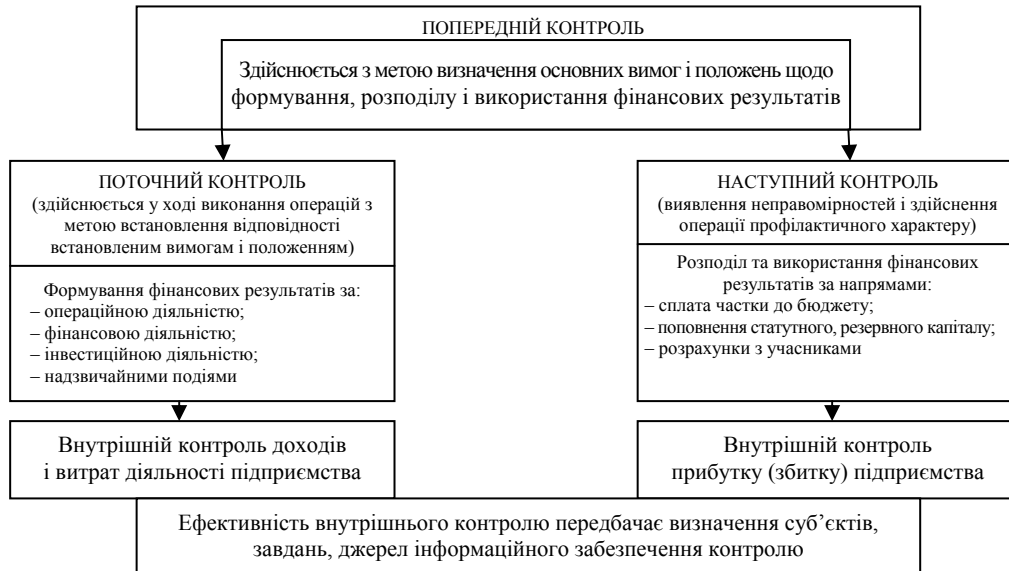 ПОПЕРЕДНІЙ КОНТРОЛЬ
Здійснюється з метою визначення основних вимог і положень щодо
формування, розподілу і використання фінансових результатів
ПОТОЧНИЙ КОНТРОЛЬ
(здійснюється у ході виконання операцій з
метою встановлення відповідності
встановленим вимогам і положенням)
Формування фінансових результатів за:
– операційною діяльністю;
– фінансовою діяльністю;
– інвестиційною діяльністю;
– надзвичайними подіями
Внутрішній контроль доходів
і витрат діяльності підприємства
НАСТУПНИЙ КОНТРОЛЬ
(виявлення неправомірностей і здійснення
операції профілактичного характеру)
Розподіл та використання фінансових
результатів за напрямами:
– сплата частки до бюджету;
– поповнення статутного, резервного капіталу;
– розрахунки з учасниками
Внутрішній контроль
прибутку (збитку) підприємства
Ефективність внутрішнього контролю передбачає визначення суб’єктів,
завдань, джерел інформаційного забезпечення контролю